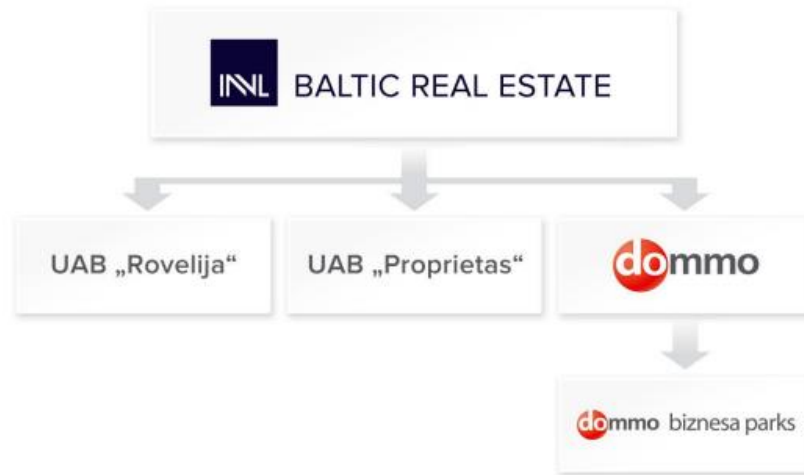 INVL BALTIC REAL ESTATE
UAB „Rovelija“
UAB „Proprietas“
dommo
dommo biznesa parks